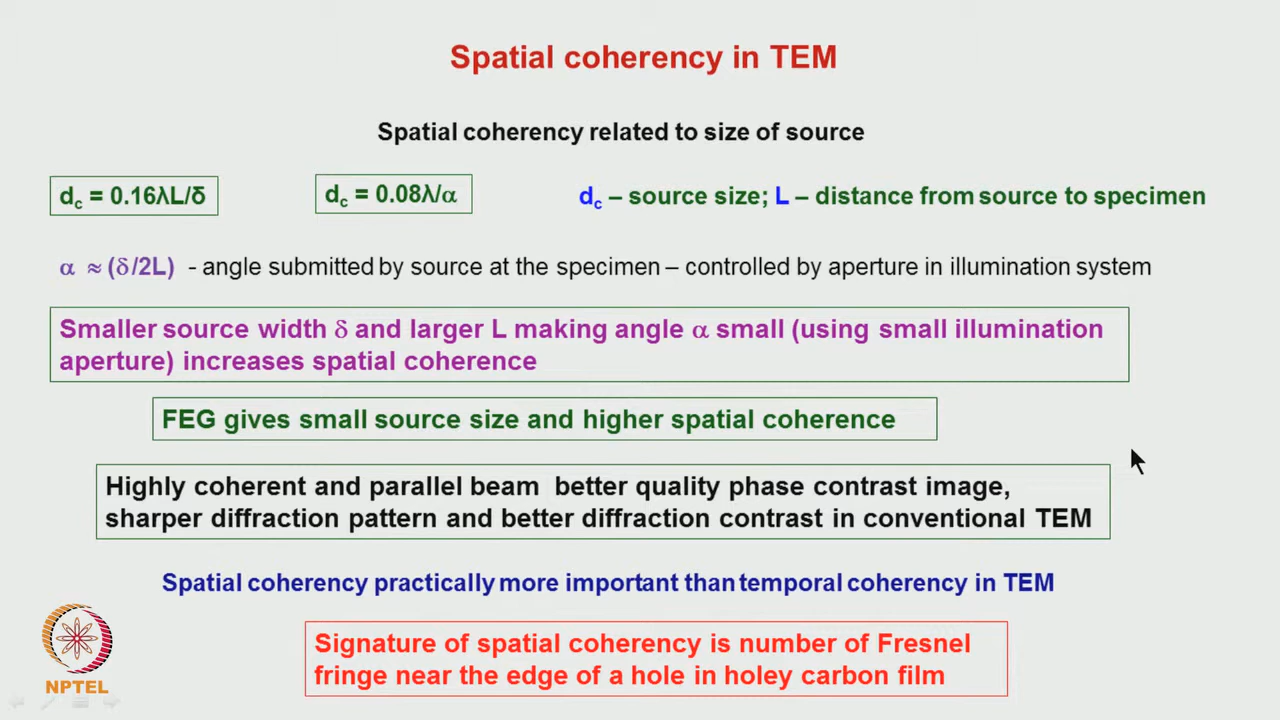 Spatial coherency in TEM
Spatial coherency related to size of source
dc = 0.16λL/δ
dc = 0.08λ/α
dc – source size; L – distance from source to specimen
α ≈ (δ/2L) - angle submitted by source at the specimen – controlled by aperture in illumination system
Smaller source width δ and larger L making angle α small (using small illumination
aperture) increases spatial coherence
FEG gives small source size and higher spatial coherence
Highly coherent and parallel beam better quality phase contrast image,
sharper diffraction pattern and better diffraction contrast in conventional TEM
Spatial coherency practically more important than temporal coherency in TEM
Signature of spatial coherency is number of Fresnel
fringe near the edge of a hole in holey carbon film
NPTEL